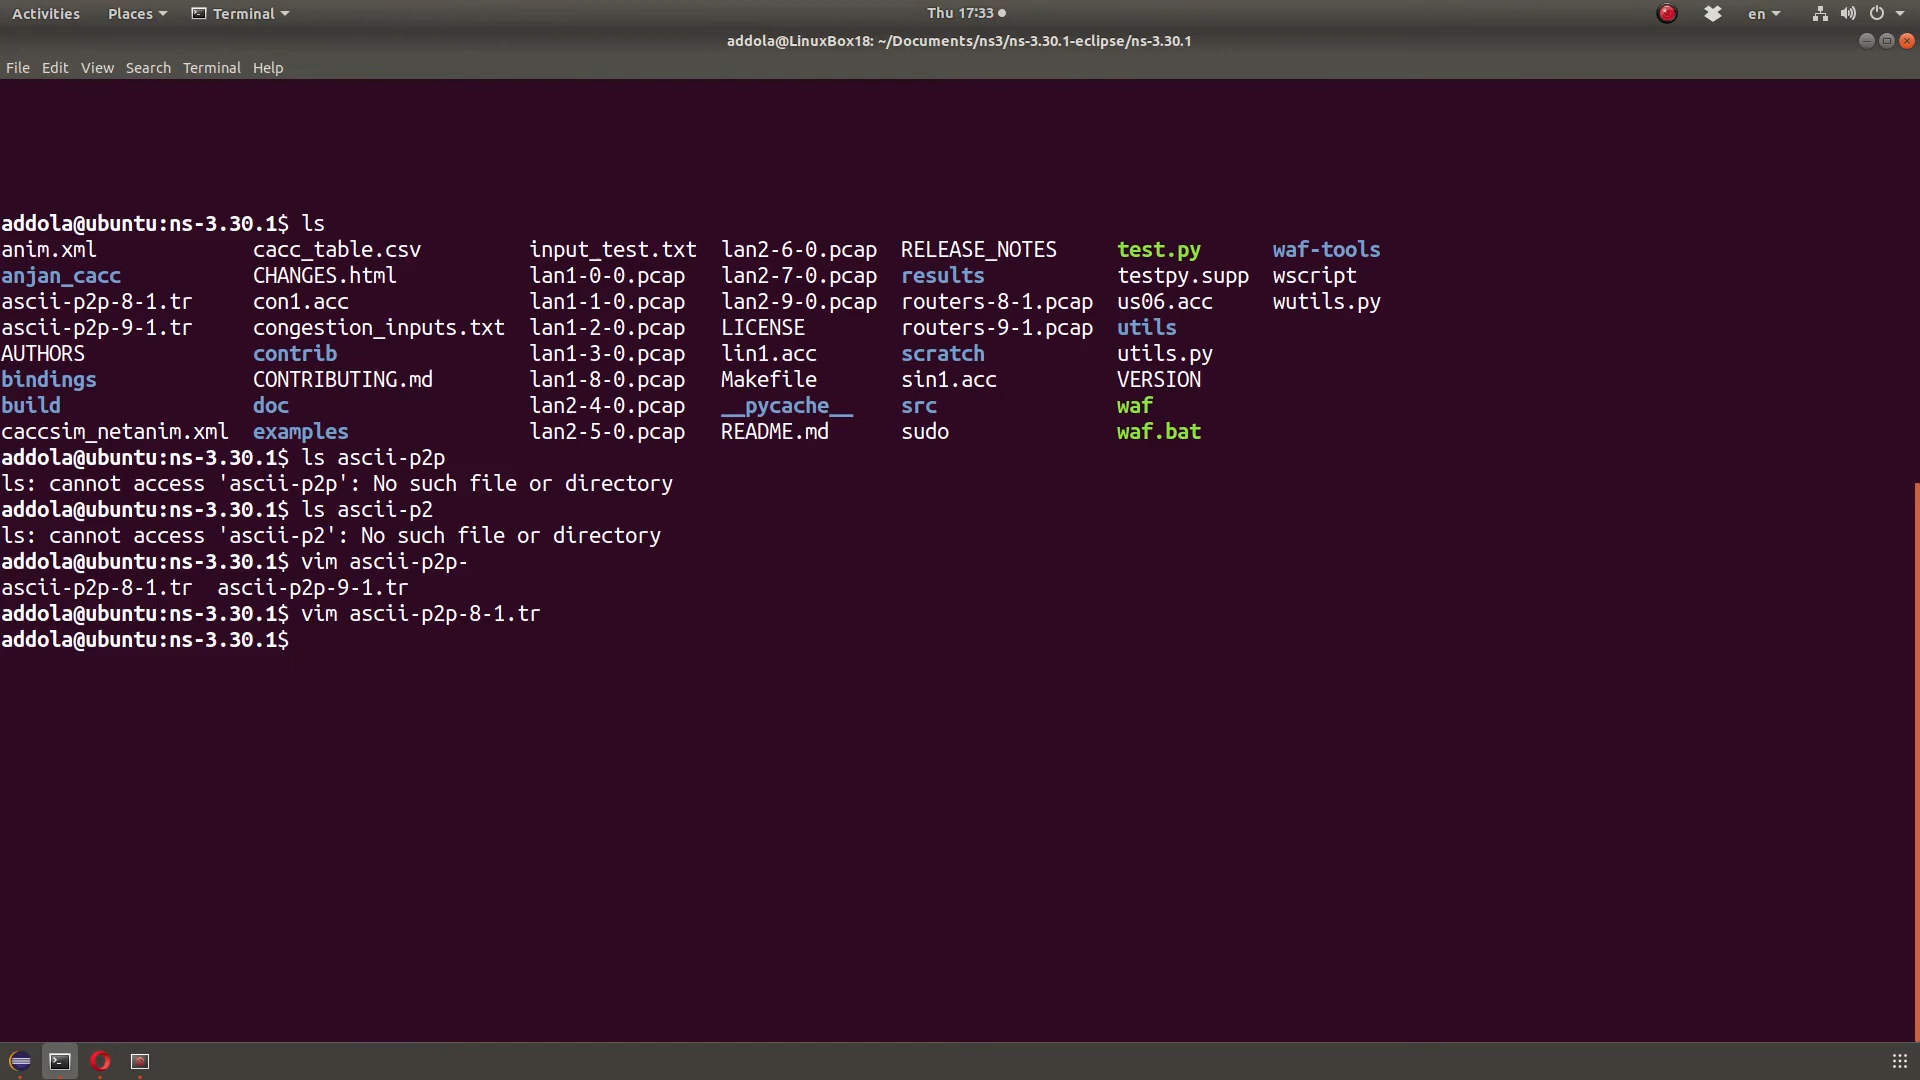 Activities Places Terminal Thu 17:33 en
addola@LinuxBox18: ~/Documents/ns3/ns-3.30.1-eclipse/ns-3.30.1
File Edit View Search Terminal Help
addola@ubuntu:ns-3.30.1$ ls
anim.xml cacc_table.csv input_test.txt lan2-6-0.pcap RELEASE_NOTES test.py waf-tools
anjan_cacc CHANGES.html lan1-0-0.pcap lan2-7-0.pcap results testpy.supp wscript
ascii-p2p-8-1.tr con1.acc lan1-1-0.pcap lan2-9-0.pcap routers-8-1.pcap us06.acc wutils.py
ascii-p2p-9-1.tr congestion_inputs.txt lan1-2-0.pcap LICENSE routers-9-1.pcap utils
AUTHORS contrib lan1-3-0.pcap lin1.acc scratch utils.py
bindings CONTRIBUTING.md lan1-8-0.pcap Makefile sin1.acc VERSION
build doc lan2-4-0.pcap __pycache__ src waf
caccsim_netanim.xml examples lan2-5-0.pcap README.md sudo waf.bat
addola@ubuntu:ns-3.30.1$ ls ascii-p2p
ls: cannot access 'ascii-p2p': No such file or directory
addola@ubuntu:ns-3.30.1$ ls ascii-p2
ls: cannot access 'ascii-p2': No such file or directory
addola@ubuntu:ns-3.30.1$ vim ascii-p2p-
ascii-p2p-8-1.tr ascii-p2p-9-1.tr
addola@ubuntu:ns-3.30.1$ vim ascii-p2p-8-1.tr
addola@ubuntu:ns-3.30.1$